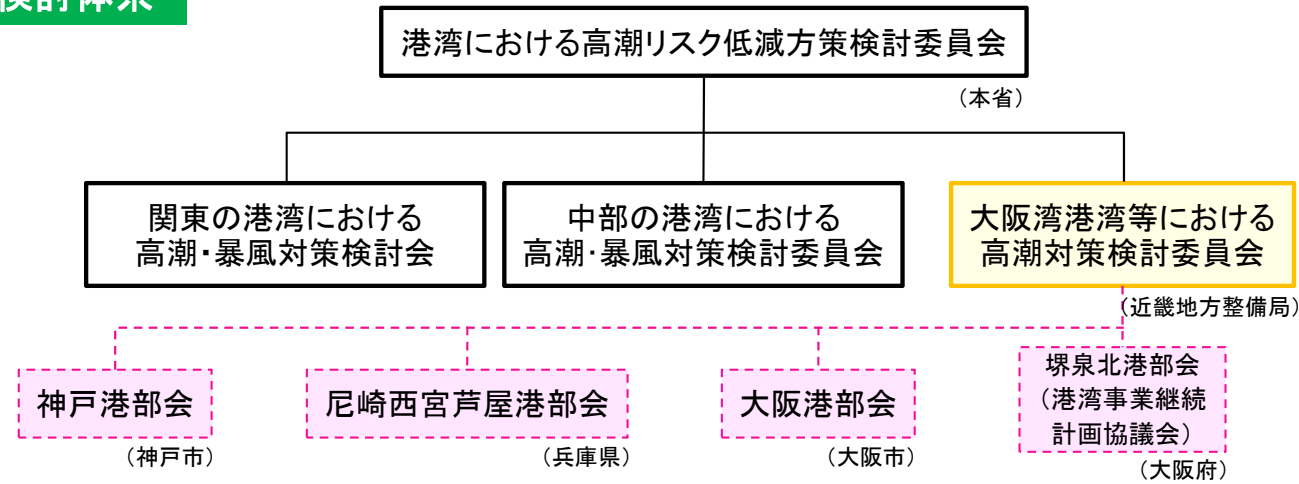 検討体系
港湾における高潮リスク低減方策検討委員会
（本省）
関東の港湾における
高潮・暴風対策検討会
中部の港湾における
高潮・暴風対策検討委員会
大阪湾港湾等における
高潮対策検討委員会
（近畿地方整備局）
神戸港部会
（神戸市）
尼崎西宮芦屋港部会
（兵庫県）
大阪港部会
（大阪市）
堺泉北港部会
（港湾事業継続
計画協議会）
（大阪府）